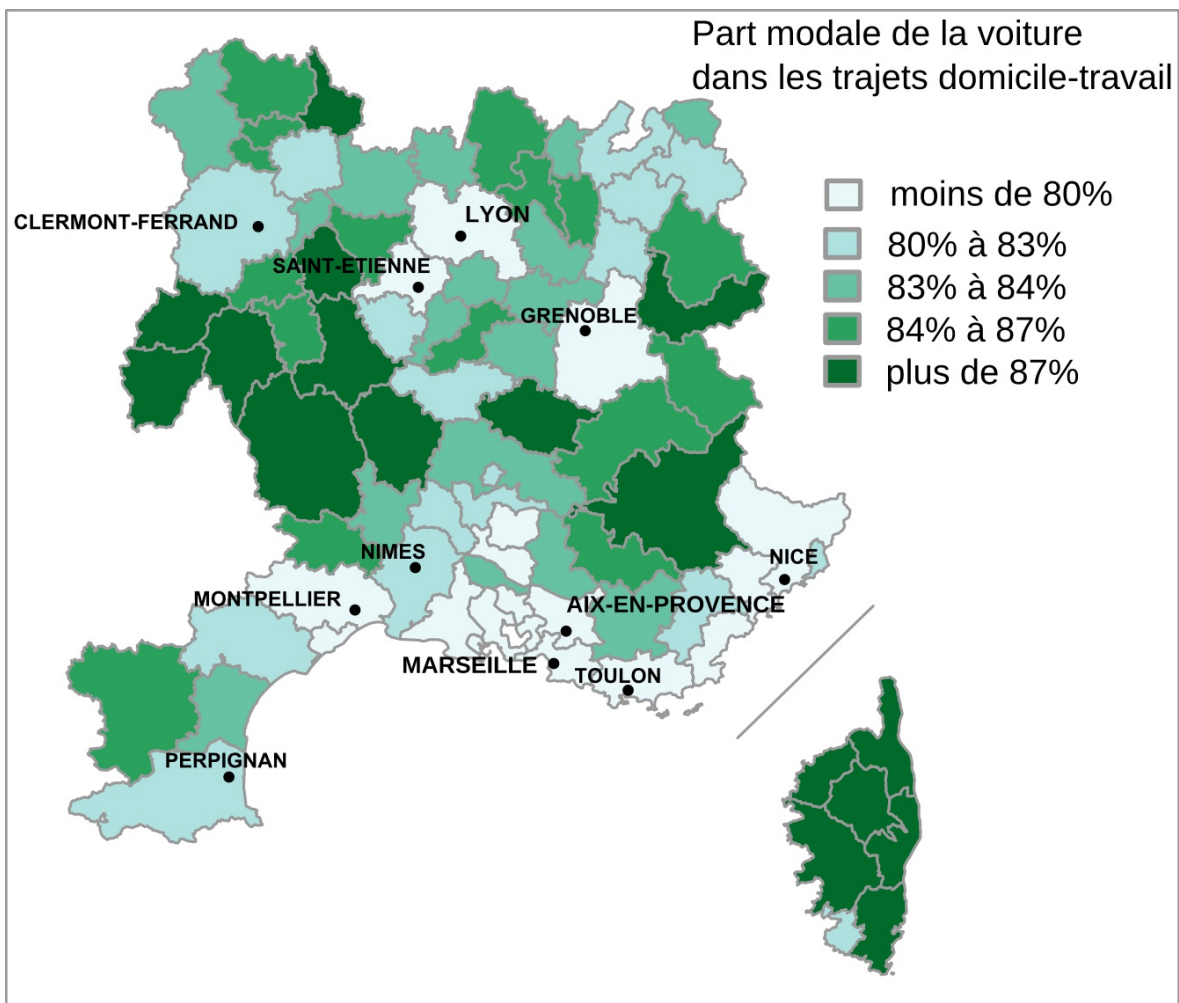 Part modale de la voiture
dans les trajets domicile-travail
moins de 80%
80% à 83%
83% à 84%
84% à 87%
plus de 87%
CLERMONT-FERRAND
LYON
SAINT-ETIENNE
GRENOBLE
NIMES
NICE
MONTPELLIER
AIX-EN-PROVENCE
MARSEILLE
TOULON
PERPIGNAN